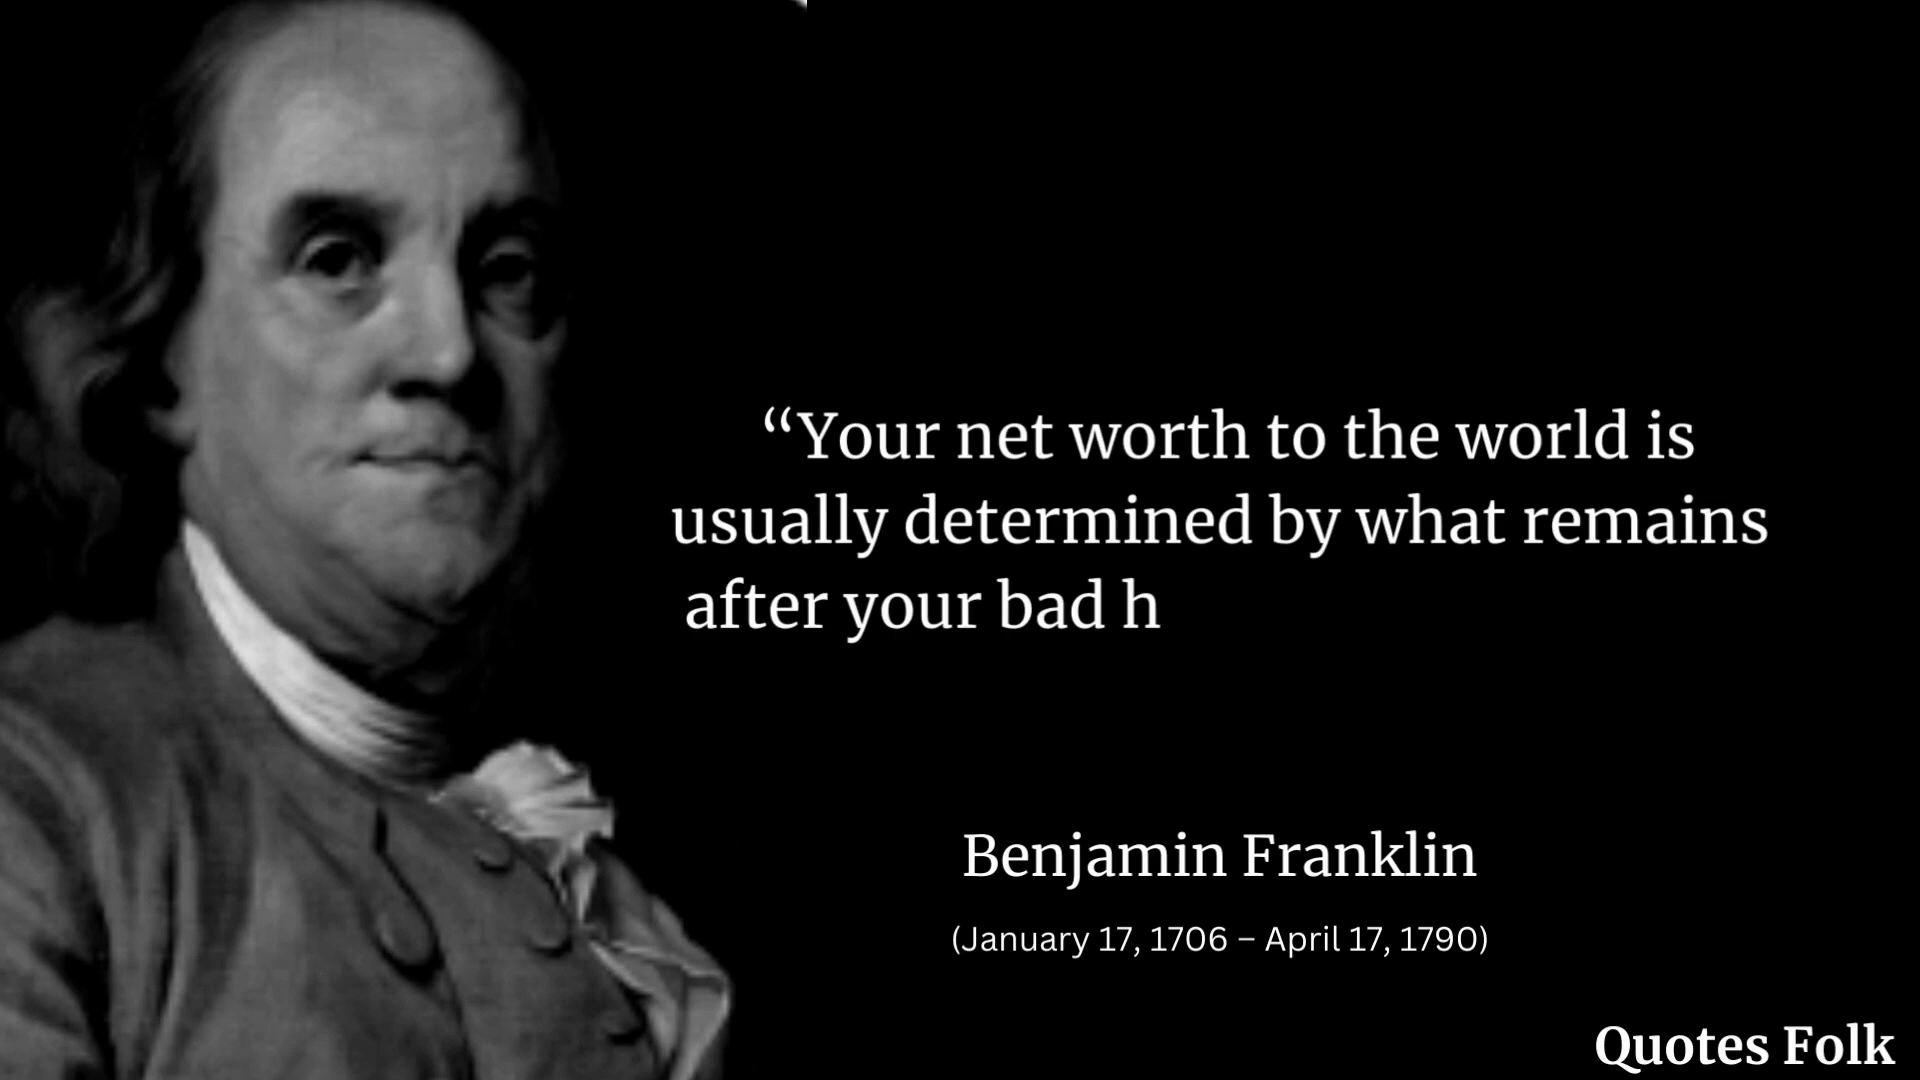 “Your net worth to the world is
usually determined by what remains
after your bad h
Benjamin Franklin
(January 17, 1706 – April 17, 1790)
Quotes Folk